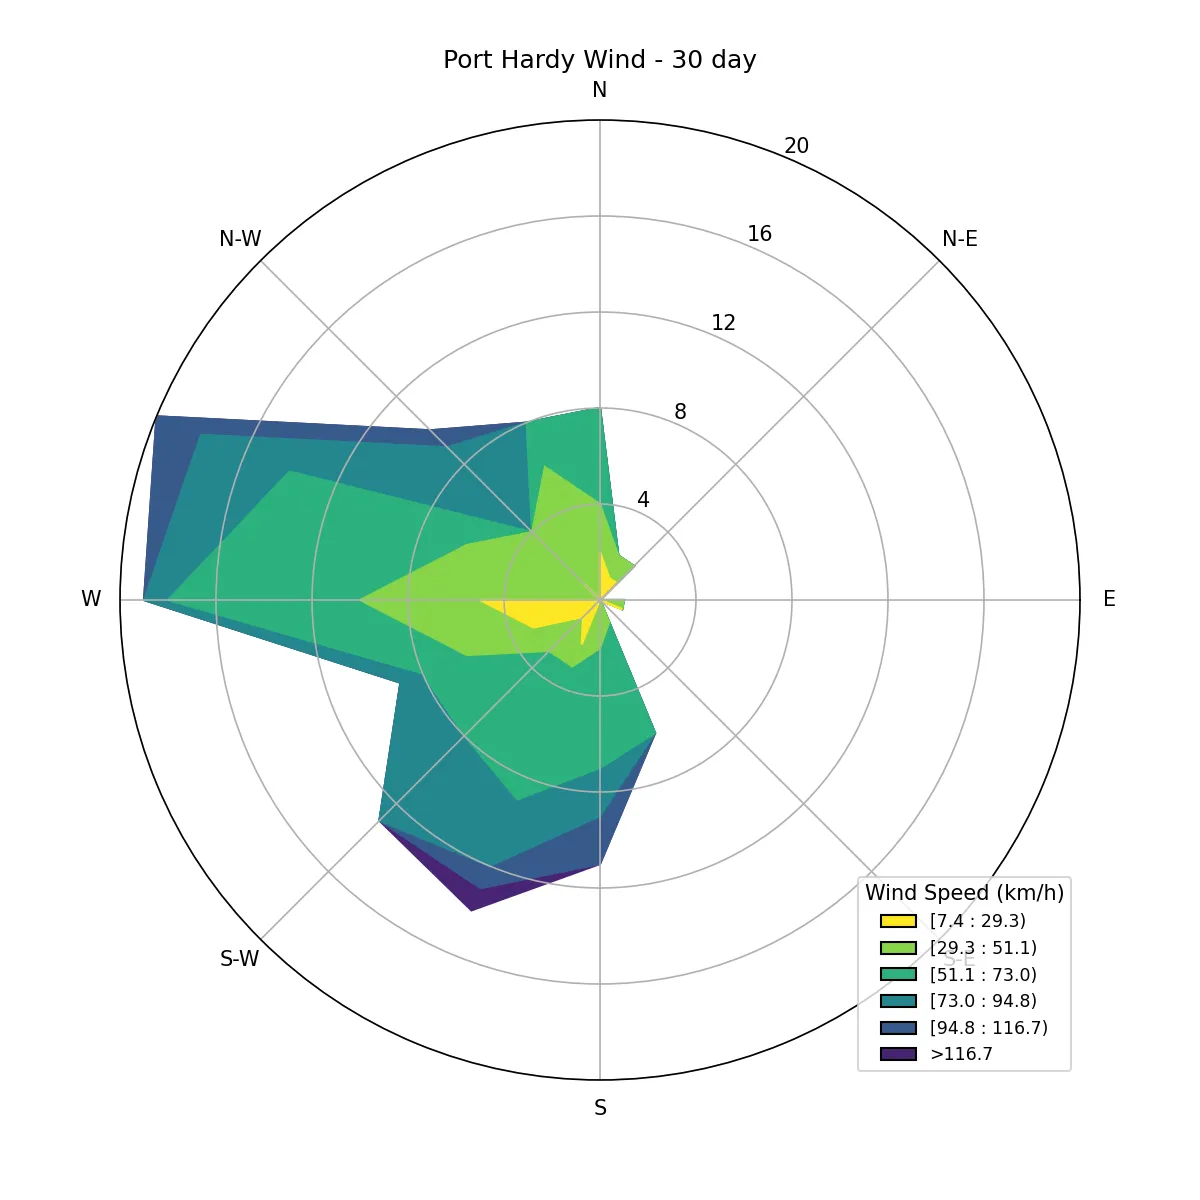 Port Hardy Wind - 30 day
N
20
N-W
16
N-E
12
8
4
W
E
S-W
S-E
S
Wind Speed (km/h)
[7.4 : 29.3)
[29.3 : 51.1)
[51.1 : 73.0)
[73.0 : 94.8)
[94.8 : 116.7)
>116.7